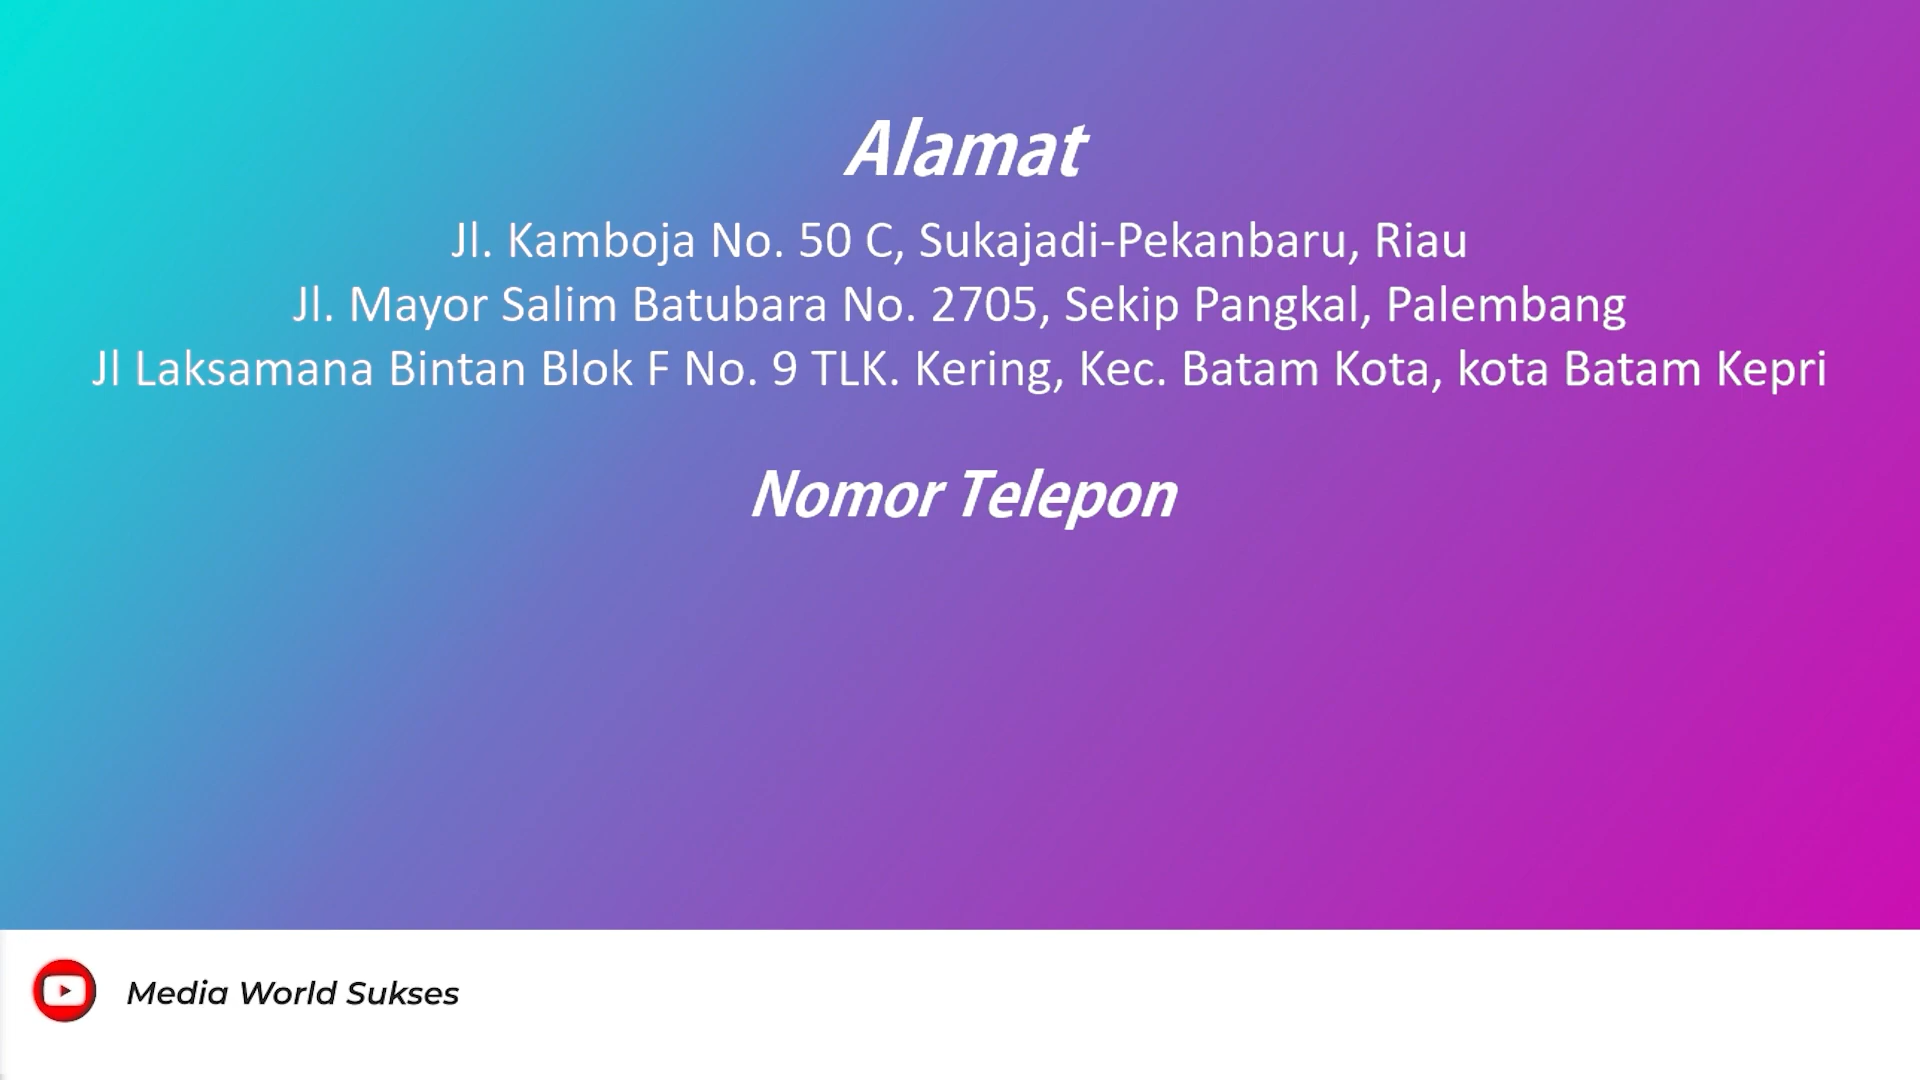 Alamat
Jl. Kamboja No. 50 C, Sukajadi-Pekanbaru, Riau
Jl. Mayor Salim Batubara No. 2705, Sekip Pangkal, Palembang
Jl Laksamana Bintan Blok F No. 9 TLK. Kering, Kec. Batam Kota, kota Batam Kepri
Nomor Telepon
Media World Sukses